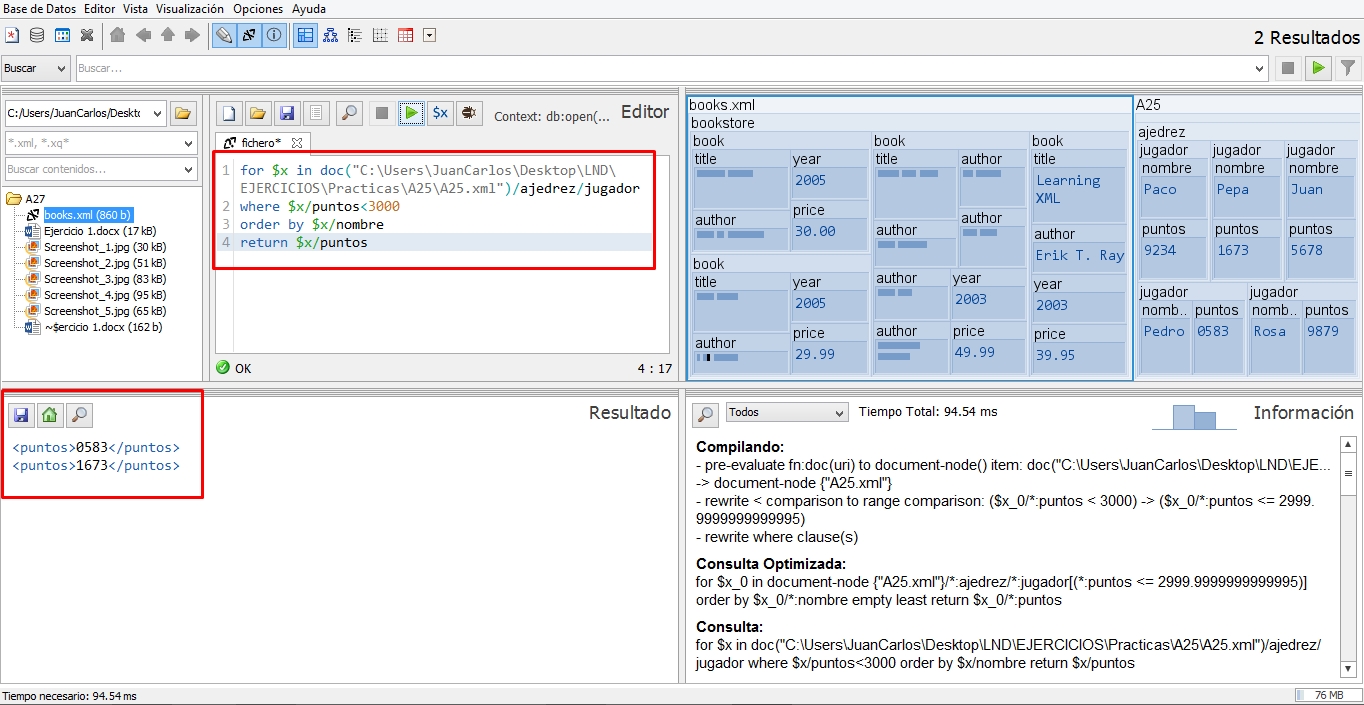 Base de Datos Editor Vista Visualización Opciones Ayuda
2 Resultados
Buscar
Buscar...
C:/Users/JuanCarlos/Deskto
*.xml, *.xq*
Buscar contenidos...
A27
books.xml (860 b)
Ejercicio 1.docx (17 kB)
Screenshot_1.jpg (30 kB)
Screenshot_2.jpg (51 kB)
Screenshot_3.jpg (83 kB)
Screenshot_4.jpg (95 kB)
Screenshot_5.jpg (65 kB)
~$ercicio 1.docx (162 b)
$x
Context: db:open(...
Editor
fichero*
1 for $x in doc("C:\Users\JuanCarlos\Desktop\LND\
EJERCICIOS\Practicas\A25\A25.xml")/ajedrez/jugador
2 where $x/puntos<3000
3 order by $x/nombre
4 return $x/puntos
OK
4 : 17
books.xml
bookstore
book
title
year
2005
author
price
30.00
book
title
year
2005
author
price
29.99
book
title
author
author
author
author
year
2003
author
price
49.99
book
title
Learning
XML
author
Erik T. Ray
year
2003
price
39.95
A25
ajedrez
jugador
nombre
Paco
puntos
9234
jugador
nombre
Pepa
puntos
1673
jugador
nombre
Juan
puntos
5678
jugador
nomb..
Pedro
puntos
0583
jugador
nomb..
Rosa
puntos
9879
Resultado
<puntos>0583</puntos>
<puntos>1673</puntos>
Todos
Tiempo Total: 94.54 ms
Información
Compilando:
- pre-evaluate fn:doc(uri) to document-node() item: doc("C:\Users\JuanCarlos\Desktop\LND\EJE...
-> document-node {"A25.xml"}
- rewrite < comparison to range comparison: ($x_0/*:puntos < 3000) -> ($x_0/*:puntos <= 2999.
9999999999995)
- rewrite where clause(s)
Consulta Optimizada:
for $x_0 in document-node {"A25.xml"}/*:ajedrez/*:jugador[(*:puntos <= 2999.9999999999995)]
order by $x_0/*:nombre empty least return $x_0/*:puntos
Consulta:
for $x in doc("C:\Users\JuanCarlos\Desktop\LND\EJERCICIOS\Practicas\A25\A25.xml")/ajedrez/
jugador where $x/puntos<3000 order by $x/nombre return $x/puntos
Tiempo necesario: 94.54 ms
76 MB